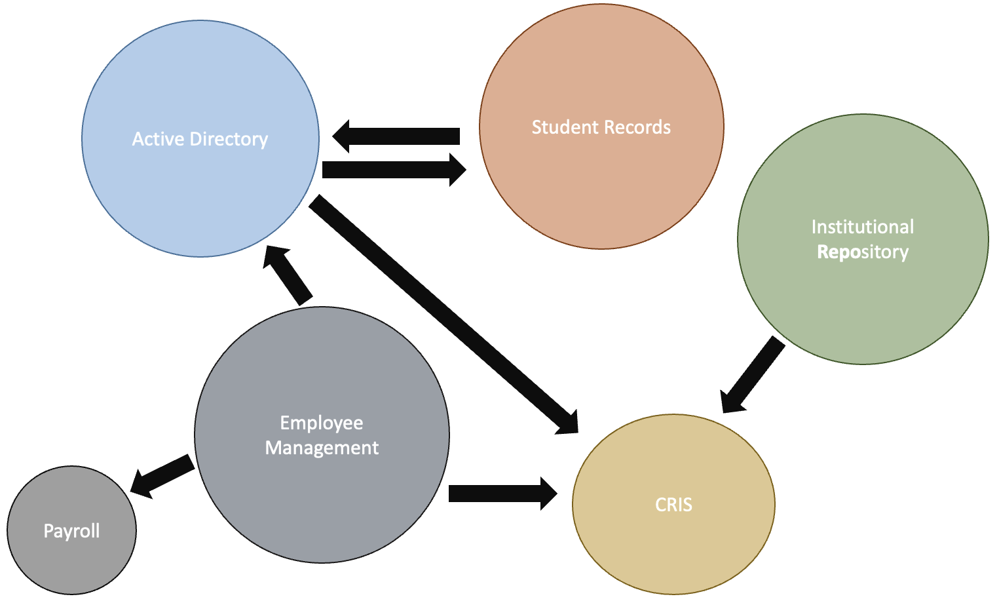 Active Directory
Student Records
Institutional
Repository
Employee
Management
CRIS
Payroll